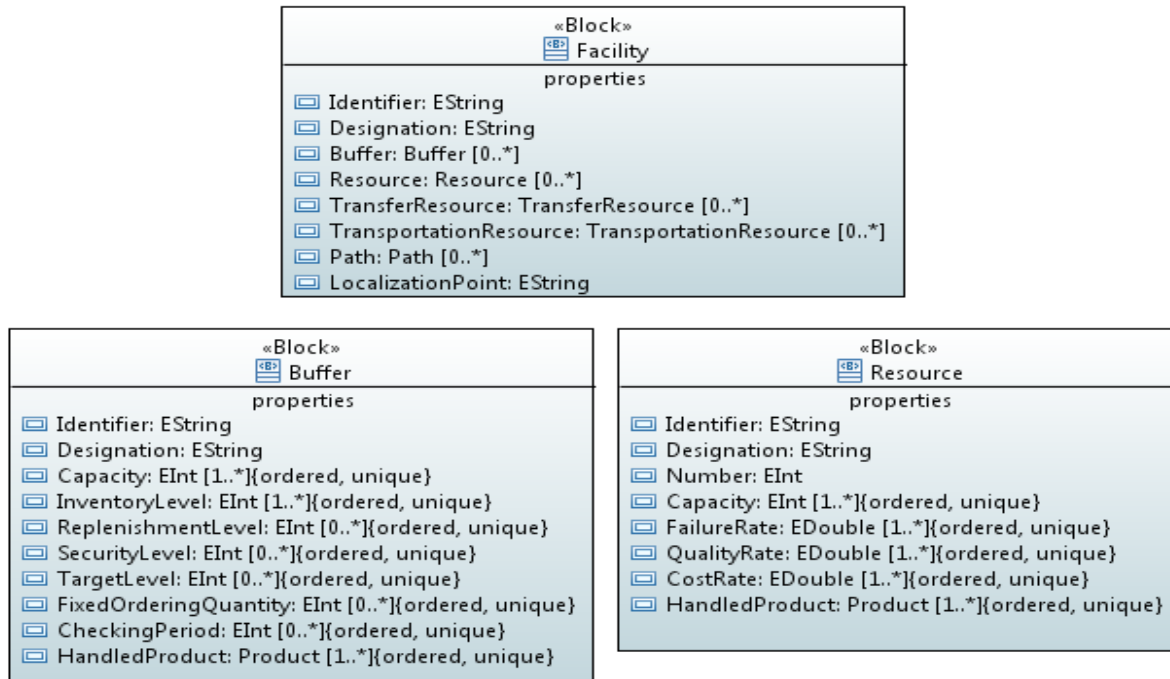 «Block»
Facility
properties
Identifier: EString
Designation: EString
Buffer: Buffer [0..*]
Resource: Resource [0..*]
TransferResource: TransferResource [0..*]
TransportationResource: TransportationResource [0..*]
Path: Path [0..*]
LocalizationPoint: EString
«Block»
Buffer
properties
Identifier: EString
Designation: EString
Capacity: EInt [1..*]{ordered, unique}
InventoryLevel: EInt [1..*]{ordered, unique}
ReplenishmentLevel: EInt [0..*]{ordered, unique}
SecurityLevel: EInt [0..*]{ordered, unique}
TargetLevel: EInt [0..*]{ordered, unique}
FixedOrderingQuantity: EInt [0..*]{ordered, unique}
CheckingPeriod: EInt [0..*]{ordered, unique}
HandledProduct: Product [1..*]{ordered, unique}
«Block»
Resource
properties
Identifier: EString
Designation: EString
Number: EInt
Capacity: EInt [1..*]{ordered, unique}
FailureRate: EDouble [1..*]{ordered, unique}
QualityRate: EDouble [1..*]{ordered, unique}
CostRate: EDouble [1..*]{ordered, unique}
HandledProduct: Product [1..*]{ordered, unique}